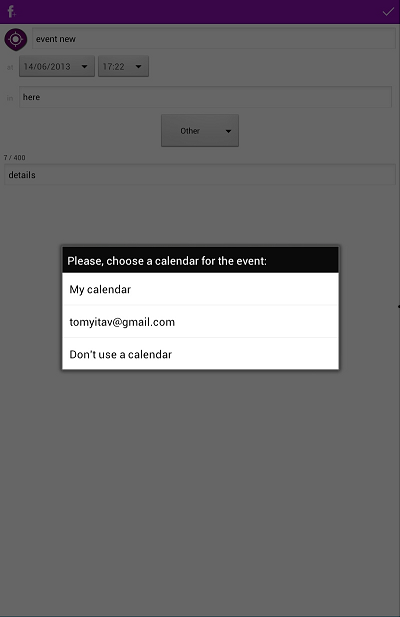 f.
event new
at
14/06/2013
17:22
in
here
Other
7 / 400
details
Please, choose a calendar for the event:
My calendar
tomyitav@gmail.com
Don't use a calendar